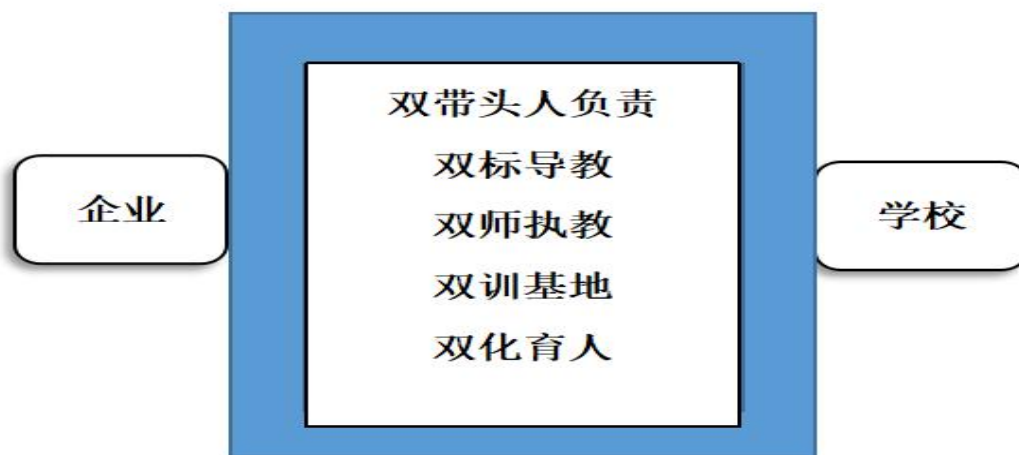 企业
双带头人负责
双标导教
双师执教
双训基地
双化育人
学校